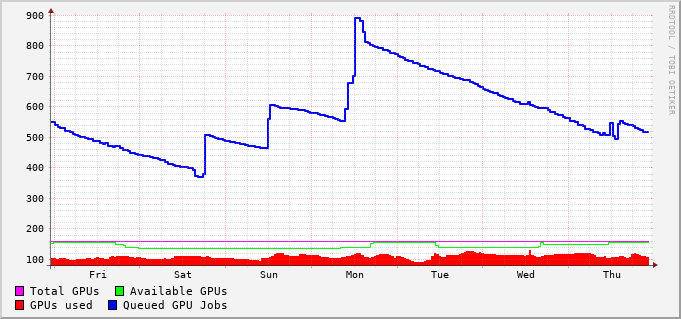 900
800
700
600
500
400
300
200
100
Fri Sat Sun Mon Tue Wed Thu
Total GPUs Available GPUs
GPUs used Queued GPU Jobs
RRDTOOL / TOBI OETIKER